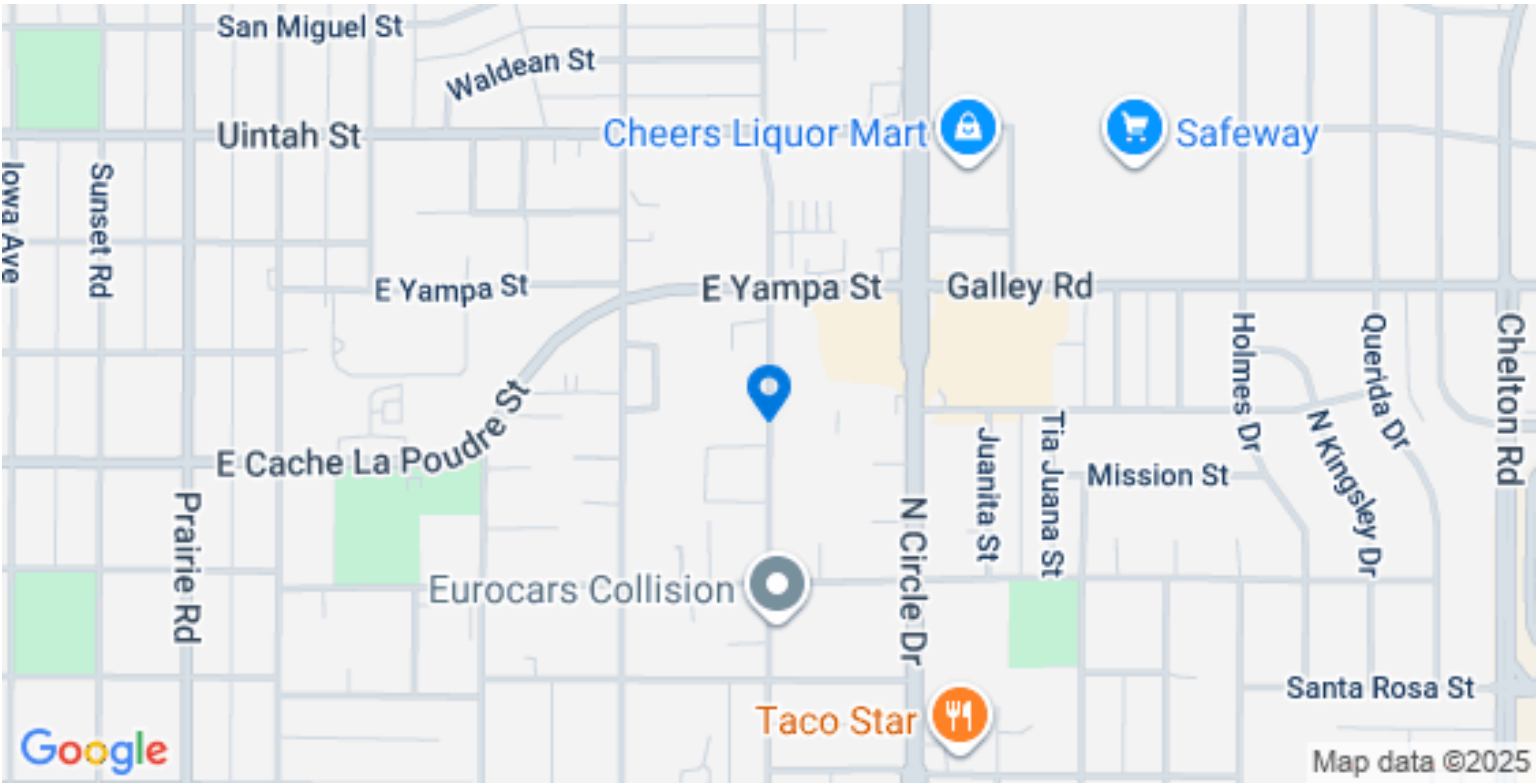 San Miguel St
Waldean St
Uintah St
Cheers Liquor Mart
Safeway
Iowa Ave
Sunset Rd
E Yampa St
E Yampa St
Galley Rd
Holmes Dr
Querida Dr
Chelton Rd
E Cache La Poudre St
Juanita St
Tia Juana St
Mission St
N Kingsley Dr
Prairie Rd
N Circle Dr
Eurocars Collision
Santa Rosa St
Taco Star
Google
Map data ©2025